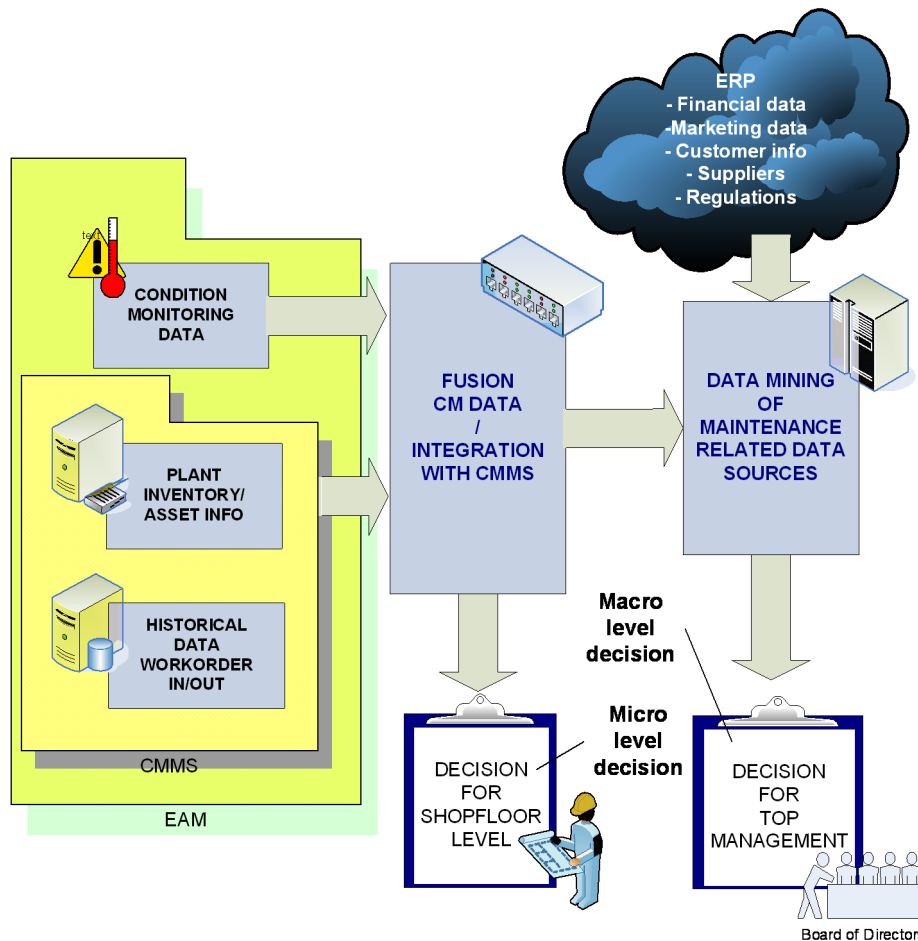 ERP
- Financial data
-Marketing data
- Customer info
- Suppliers
- Regulations
text
CONDITION
MONITORING
DATA
PLANT
INVENTORY/
ASSET INFO
HISTORICAL
DATA
WORKORDER
IN/OUT
CMMS
EAM
FUSION
CM DATA
/
INTEGRATION
WITH CMMS
DATA MINING
OF
MAINTENANCE
RELATED DATA
SOURCES
Micro
level
decision
Macro
level
decision
DECISION
FOR
SHOPFLOOR
LEVEL
DECISION
FOR
TOP
MANAGEMENT
Board of Director